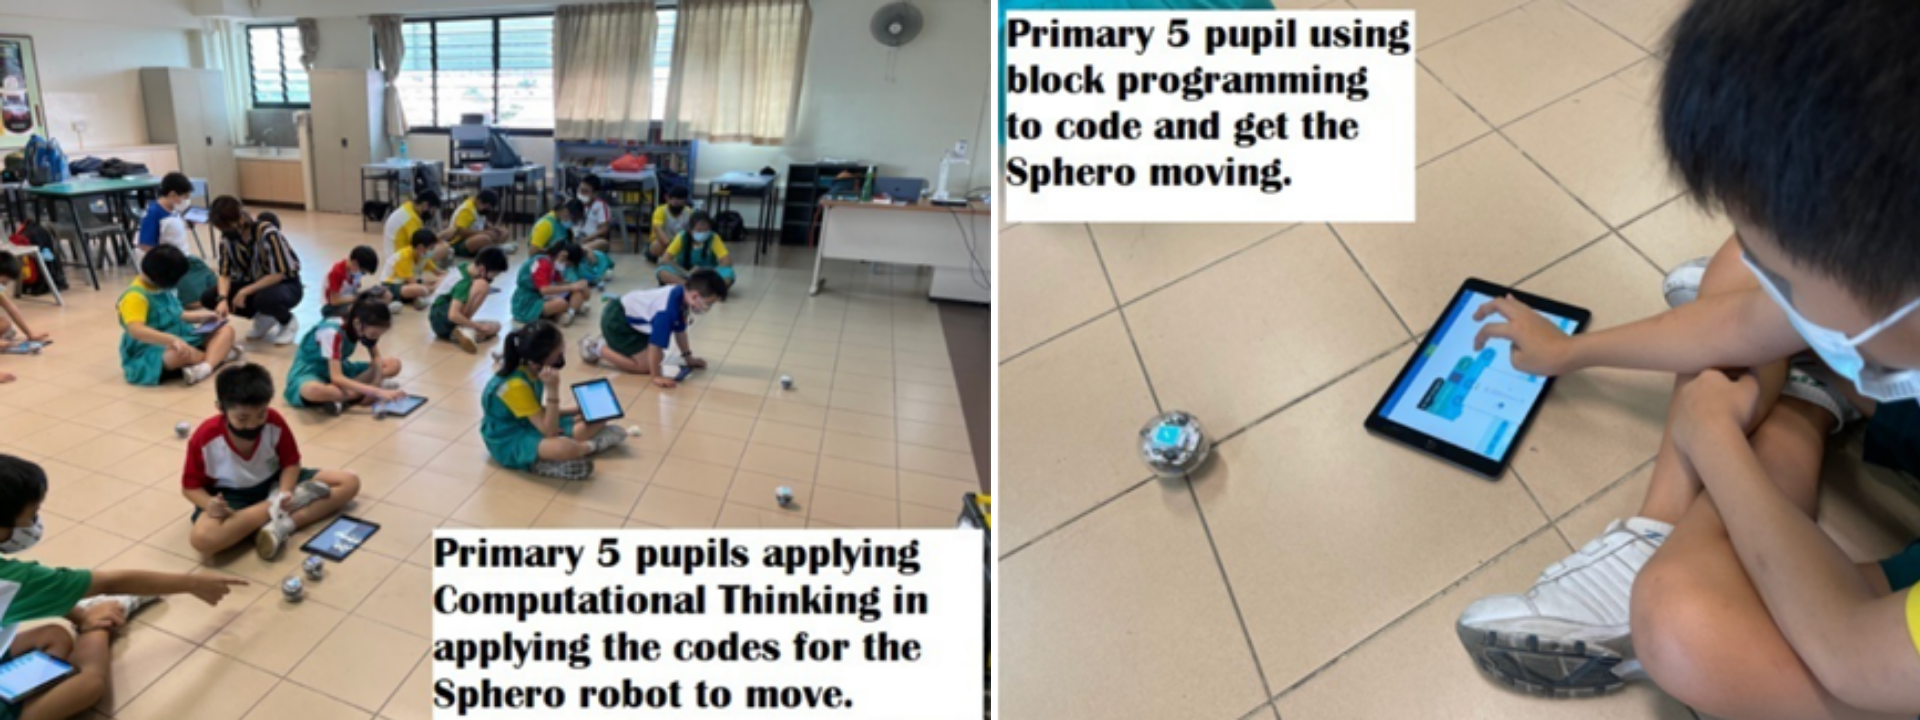 Primary 5 pupils applying
Computational Thinking in
applying the codes for the
Sphero robot to move.
Primary 5 pupil using
block programming
to code and get the
Sphero moving.